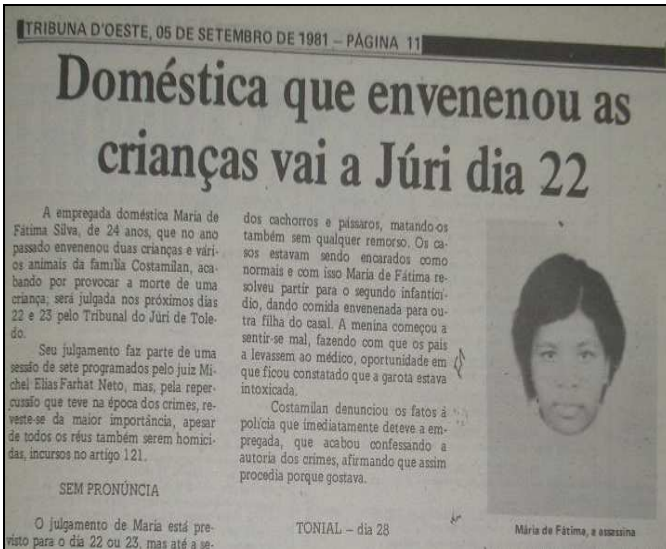 TRIBUNA D'OESTE, 05 DE SETEMBRO DE 1981 – PÁGINA 11
Doméstica que envenenou as
crianças vai a Júri dia 22
A empregada doméstica Maria de
Fátima Silva, de 24 anos, que no ano
passado envenenou duas crianças e vári-
os animais da família Costamilan, aca-
bando por provocar a morte de uma
criança, será julgada nos próximos dias
22 e 23 pelo Tribunal do Júri de Tole-
do.
Seu julgamento faz parte de uma
sessão de sete programados pelo juiz Mi-
chel Elias Farhat Neto, mas, pela reper-
cussão que teve na época dos crimes, re-
veste-se da maior importância, apesar
de todos os réus também serem homici-
das, incursos no artigo 121.
SEM PRONÚNCIA
O julgamento de Maria está pre-
visto para o dia 22 ou 23, mas até a se-
dos cachorros e pássaros, matando-os
também sem qualquer remorso. Os ca-
sos estavam sendo encarados como
normais e com isso Maria de Fátima re-
solveu partir para o segundo infanticí-
dio, dando comida envenenada para ou-
tra filha do casal. A menina começou a
sentir-se mal, fazendo com que os pais
a levassem ao médico, oportunidade em
que ficou constatado que a garota estava
intoxicada.
Costamilan denunciou os fatos à
polícia que imediatamente deteve a em-
pregada, que acabou confessando a
autoria dos crimes, afirmando que assim
procedia porque gostava.
TONIAL – dia 28
Mária de Fátima, a assassina